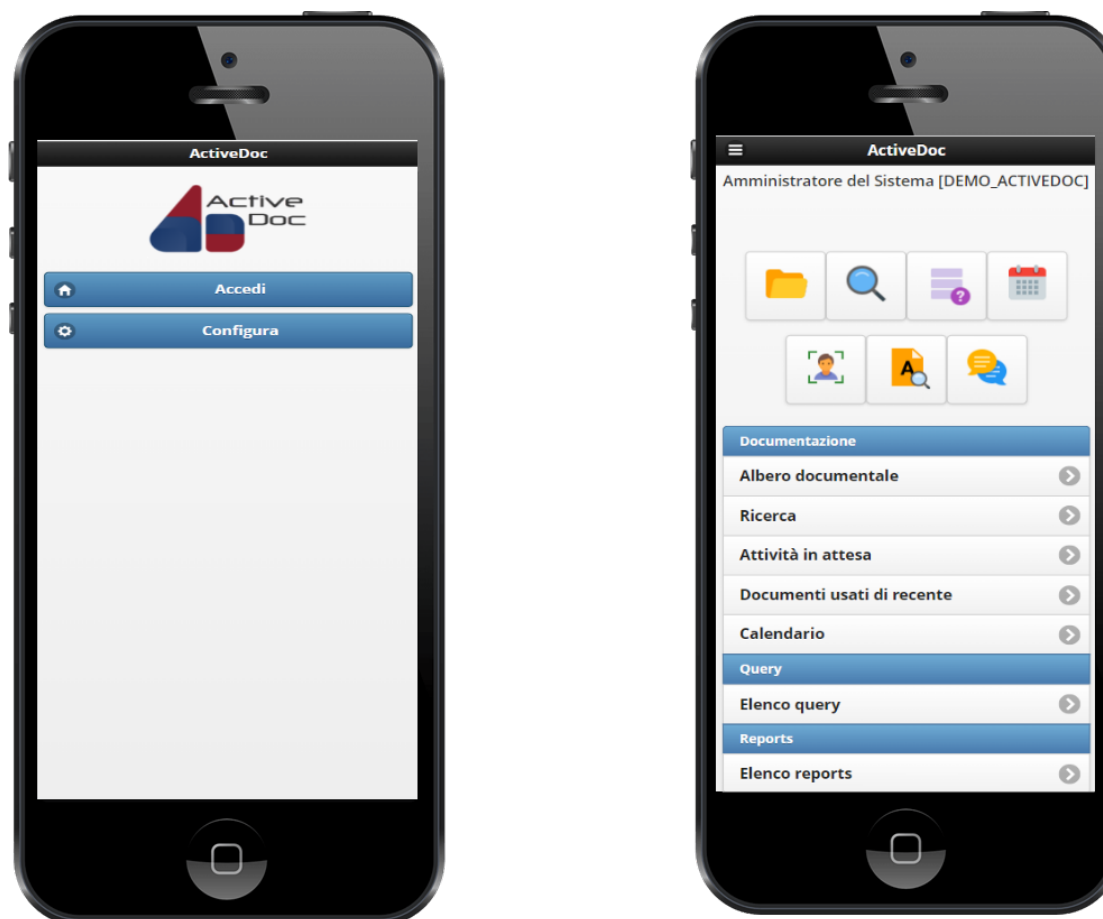 ActiveDoc
Active
Doc
Accedi
Configura
ActiveDoc
Amministratore del Sistema [DEMO_ACTIVEDOC]
?
A
Documentazione
Albero documentale
Ricerca
Attività in attesa
Documenti usati di recente
Calendario
Query
Elenco query
Reports
Elenco reports